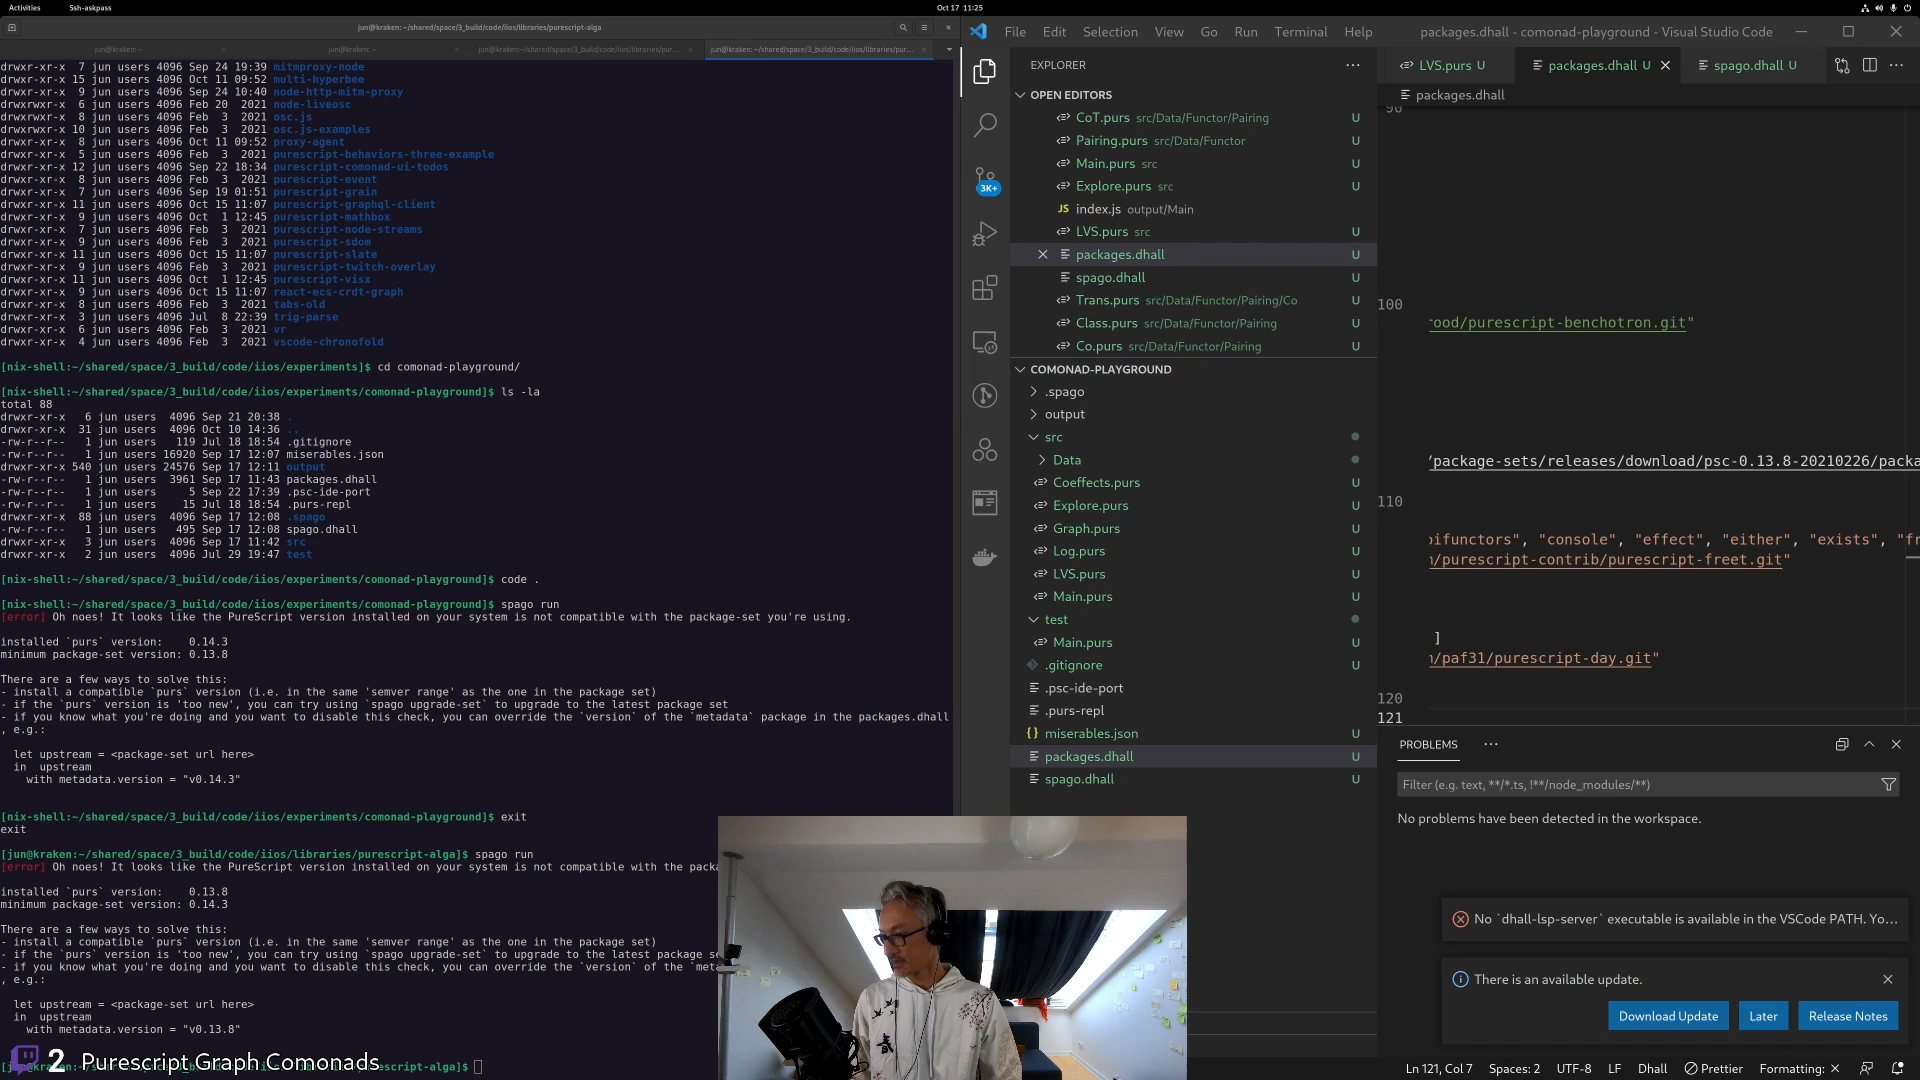 Activities
Ssh-askpass
Oct 17 11:25
jun@kraken: ~/shared/space/3_build/code/iios/libraries/purescript-alga
jun@kraken: ~
jun@kraken: ~
jun@kraken:~/shared/space/3_build/code/iios/libraries/pur...
jun@kraken: ~/shared/space/3_build/code/iios/libraries/pur...
drwxr-xr-x 7 jun users 4096 Sep 24 19:39 mitmproxy-node
drwxr-xr-x 15 jun users 4096 Oct 11 09:52 multi-hyperbee
drwxr-xr-x 9 jun users 4096 Sep 24 10:40 node-http-mitm-proxy
drwxrwxr-x 6 jun users 4096 Feb 20 2021 node-liveosc
drwxrwxr-x 8 jun users 4096 Feb 3 2021 osc.js
drwxrwxr-x 10 jun users 4096 Feb 3 2021 osc.js-examples
drwxr-xr-x 8 jun users 4096 Oct 11 09:52 proxy-agent
drwxr-xr-x 5 jun users 4096 Feb 3 2021 purescript-behaviors-three-example
drwxr-xr-x 12 jun users 4096 Sep 22 18:34 purescript-comonad-ui-todos
drwxr-xr-x 8 jun users 4096 Feb 3 2021 purescript-event
drwxr-xr-x 7 jun users 4096 Sep 19 01:51 purescript-grain
drwxr-xr-x 11 jun users 4096 Oct 15 11:07 purescript-graphql-client
drwxr-xr-x 9 jun users 4096 Oct 1 12:45 purescript-mathbox
drwxr-xr-x 7 jun users 4096 Feb 3 2021 purescript-node-streams
drwxr-xr-x 9 jun users 4096 Feb 3 2021 purescript-sdom
drwxr-xr-x 11 jun users 4096 Oct 15 11:07 purescript-slate
drwxr-xr-x 9 jun users 4096 Feb 3 2021 purescript-twitch-overlay
drwxr-xr-x 11 jun users 4096 Oct 1 12:45 purescript-visx
drwxr-xr-x 9 jun users 4096 Oct 15 11:07 react-ecs-crdt-graph
drwxr-xr-x 8 jun users 4096 Feb 3 2021 tabs-old
drwxr-xr-x 3 jun users 4096 Jul 8 22:39 trig-parse
drwxr-xr-x 6 jun users 4096 Feb 3 2021 vr
drwxr-xr-x 4 jun users 4096 Feb 3 2021 vscode-chronofold
[nix-shell:~/shared/space/3_build/code/iios/experiments]$ cd comonad-playground/
[nix-shell:~/shared/space/3_build/code/iios/experiments/comonad-playground]$ ls -la
total 88
drwxr-xr-x 6 jun users 4096 Sep 21 20:38 .
drwxr-xr-x 31 jun users 4096 Oct 10 14:36 ..
-rw-r--r-- 1 jun users 119 Jul 18 18:54 .gitignore
-rw-r--r-- 1 jun users 16920 Sep 17 12:07 miserables.json
drwxr-xr-x 540 jun users 24576 Sep 17 12:11 output
-rw-r--r-- 1 jun users 3961 Sep 17 11:43 packages.dhall
-rw-r--r-- 1 jun users 5 Sep 22 17:39 .psc-ide-port
-rw-r--r-- 1 jun users 15 Jul 18 18:54 .purs-repl
drwxr-xr-x 88 jun users 4096 Sep 17 12:08 .spago
-rw-r--r-- 1 jun users 495 Sep 17 12:08 spago.dhall
drwxr-xr-x 3 jun users 4096 Sep 17 11:42 src
drwxr-xr-x 2 jun users 4096 Jul 29 19:47 test
[nix-shell:~/shared/space/3_build/code/iios/experiments/comonad-playground]$ code .
[nix-shell:~/shared/space/3_build/code/iios/experiments/comonad-playground]$ spago run
[error] Oh noes! It looks like the PureScript version installed on your system is not compatible with the package-set you're using.
installed `purs` version: 0.14.3
minimum package-set version: 0.13.8
There are a few ways to solve this:
- install a compatible `purs` version (i.e. in the same 'semver range' as the one in the package set)
- if the `purs` version is 'too new', you can try using `spago upgrade-set` to upgrade to the latest package set
- if you know what you're doing and you want to disable this check, you can override the `version` of the `metadata` package in the packages.dhall
, e.g.:
let upstream = <package-set url here>
in upstream
with metadata.version = "v0.14.3"
[nix-shell:~/shared/space/3_build/code/iios/experiments/comonad-playground]$ exit
exit
[jun@kraken:~/shared/space/3_build/code/iios/libraries/purescript-alga]$ spago run
[error] Oh noes! It looks like the PureScript version installed on your system is not compatible with the packa
installed `purs` version: 0.13.8
minimum package-set version: 0.14.3
There are a few ways to solve this:
- install a compatible `purs` version (i.e. in the same 'semver range' as the one in the package set)
- if the `purs` version is 'too new', you can try using `spago upgrade-set` to upgrade to the latest package se
- if you know what you're doing and you want to disable this check, you can override the `version` of the `meta
, e.g.:
let upstream = <package-set url here>
in upstream
with metadata.version = "v0.13.8"
2 Purescript Graph Comonads
File Edit Selection View Go Run Terminal Help
packages.dhall - comonad-playground - Visual Studio Code
3K+
EXPLORER
OPEN EDITORS
CoT.purs src/Data/Functor/Pairing U
Pairing.purs src/Data/Functor U
Main.purs src U
Explore.purs src U
JS index.js output/Main
LVS.purs src U
packages.dhall U
spago.dhall U
Trans.purs src/Data/Functor/Pairing/Co U
Class.purs src/Data/Functor/Pairing U
Co.purs src/Data/Functor/Pairing U
COMONAD-PLAYGROUND
.spago
output
src
Data
Coeffects.purs U
Explore.purs U
Graph.purs U
Log.purs U
LVS.purs U
Main.purs U
test
Main.purs U
.gitignore U
.psc-ide-port
.purs-repl
{} miserables.json U
packages.dhall U
spago.dhall U
LVS.purs U
packages.dhall U
spago.dhall U
packages.dhall
90
100
rood/purescript-benchotron.git"
/package-sets/releases/download/psc-0.13.8-20210226/packa
110
bifunctors", "console", "effect", "either", "exists", "fr
n/purescript-contrib/purescript-freet.git"
]
n/paf31/purescript-day.git"
120
121
PROBLEMS
Filter (e.g. text, **/*.ts, !**/node_modules/**)
No problems have been detected in the workspace.
No `dhall-lsp-server` executable is available in the VSCode PATH. Yo...
There is an available update.
Download Update
Later
Release Notes
Ln 121, Col 7
Spaces: 2
UTF-8
LF
Dhall
Prettier
Formatting: ×
春